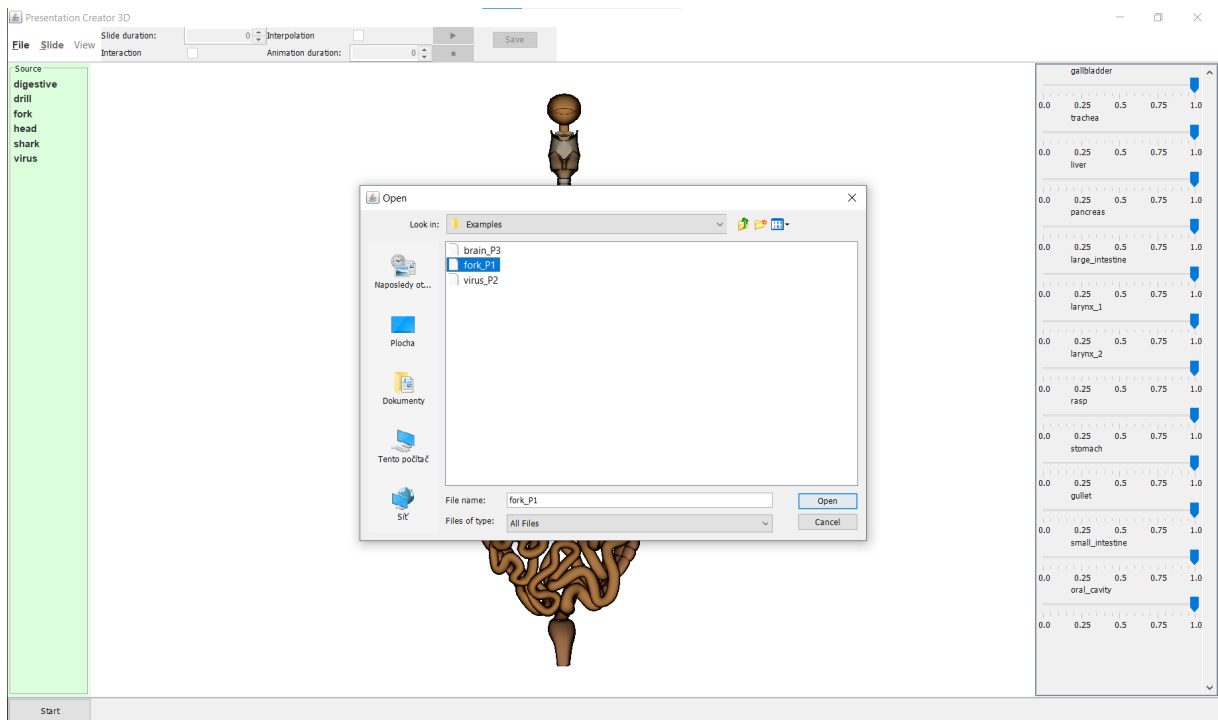 Presentation Creator 3D
File Slide View
Slide duration: 0 Interpolation
Interaction Animation duration: 0
Save
Source
digestive
drill
fork
head
shark
virus
Open
Look in: Examples
brain_P3
fork_P1
virus_P2
Naposledy ot...
Plocha
Dokumenty
Tento počítač
Síť
File name: fork_P1 Open
Files of type: All Files Cancel
gallbladder
0.0 0.25 0.5 0.75 1.0
trachea
0.0 0.25 0.5 0.75 1.0
liver
0.0 0.25 0.5 0.75 1.0
pancreas
0.0 0.25 0.5 0.75 1.0
large_intestine
0.0 0.25 0.5 0.75 1.0
larynx_1
0.0 0.25 0.5 0.75 1.0
larynx_2
0.0 0.25 0.5 0.75 1.0
rasp
0.0 0.25 0.5 0.75 1.0
stomach
0.0 0.25 0.5 0.75 1.0
gullet
0.0 0.25 0.5 0.75 1.0
small_intestine
0.0 0.25 0.5 0.75 1.0
oral_cavity
0.0 0.25 0.5 0.75 1.0
Start